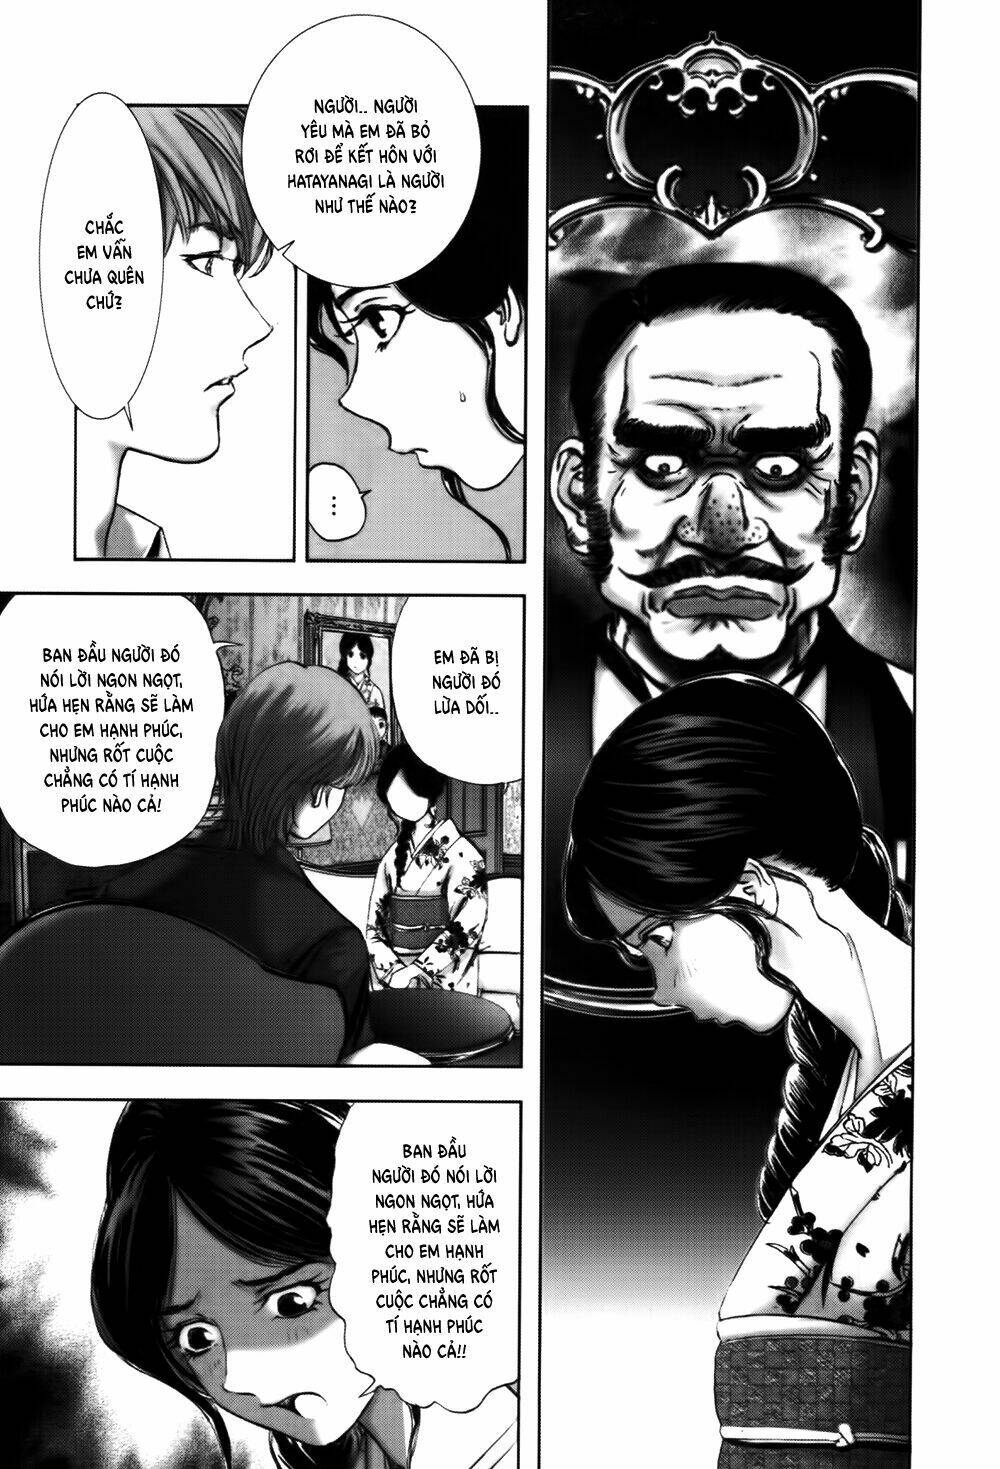 NGƯỜI.. NGƯỜI
YÊU MÀ EM ĐÃ BỎ
RƠI ĐỂ KẾT HÔN VỚI
HATAYANAGI LÀ NGƯỜI
NHƯ THẾ NÀO?
...
CHẮC
EM VẪN
CHƯA QUÊN
CHỨ?
EM ĐÃ BỊ
NGƯỜI ĐÓ
LỪA DỐI..
BAN ĐẦU NGƯỜI ĐÓ
NÓI LỜI NGON NGỌT,
HỨA HẸN RẰNG SẼ LÀM
CHO EM HẠNH PHÚC,
NHƯNG RỐT CUỘC
CHẲNG CÓ TÍ HẠNH
PHÚC NÀO CẢ!
BAN ĐẦU
NGƯỜI ĐÓ NÓI LỜI
NGON NGỌT, HỨA
HẸN RẰNG SẼ LÀM
CHO EM HẠNH
PHÚC, NHƯNG RỐT
CUỘC CHẲNG CÓ
TÍ HẠNH PHÚC
NÀO CẢ!!